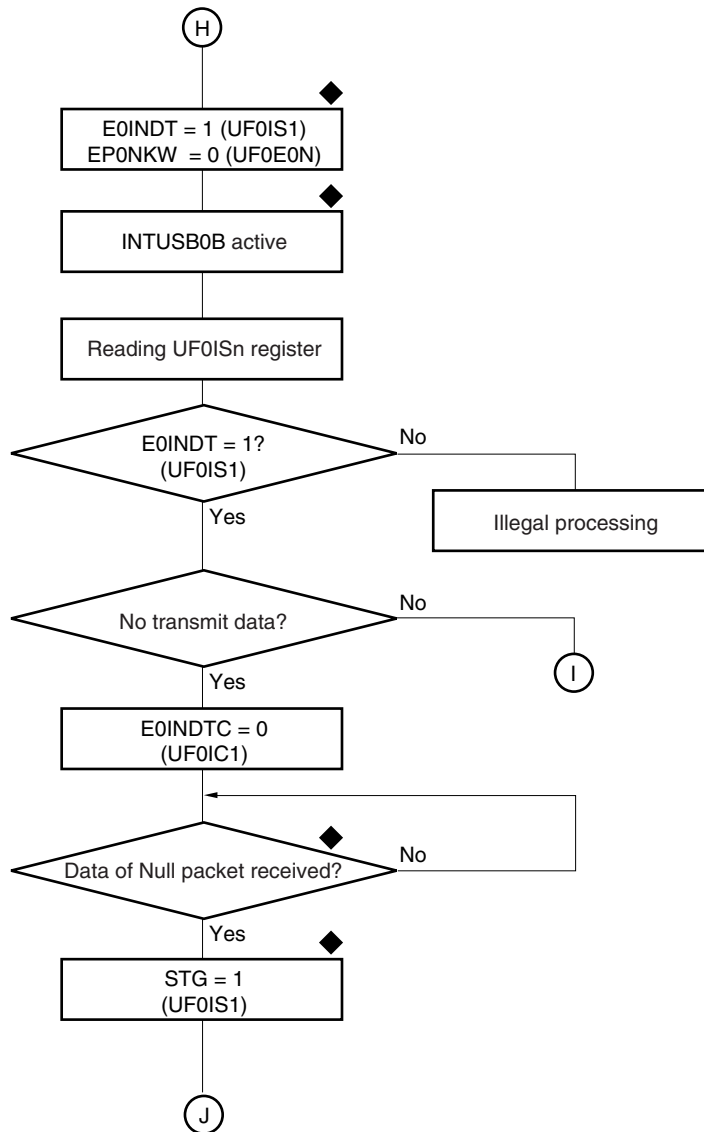 H
E0INDT = 1 (UF0IS1)
EP0NKW = 0 (UF0E0N)
INTUSB0B active
Reading UF0ISn register
E0INDT = 1?
(UF0IS1)
No
Illegal processing
Yes
No transmit data?
No
I
Yes
E0INDTC = 0
(UF0IC1)
Data of Null packet received?
No
Yes
STG = 1
(UF0IS1)
J